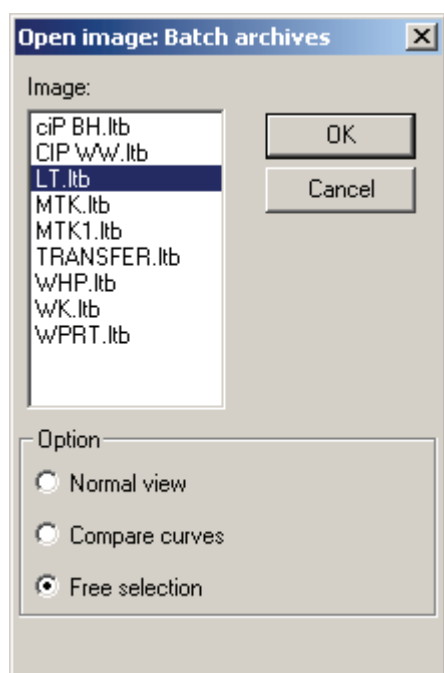 Open image: Batch archives
Image:
ciP BH.ltb
CIP WW.ltb
LT.ltb
MTK.ltb
MTK1.ltb
TRANSFER.ltb
WHP.ltb
WK.ltb
WPRT.ltb
OK
Cancel
Option
Normal view
Compare curves
Free selection